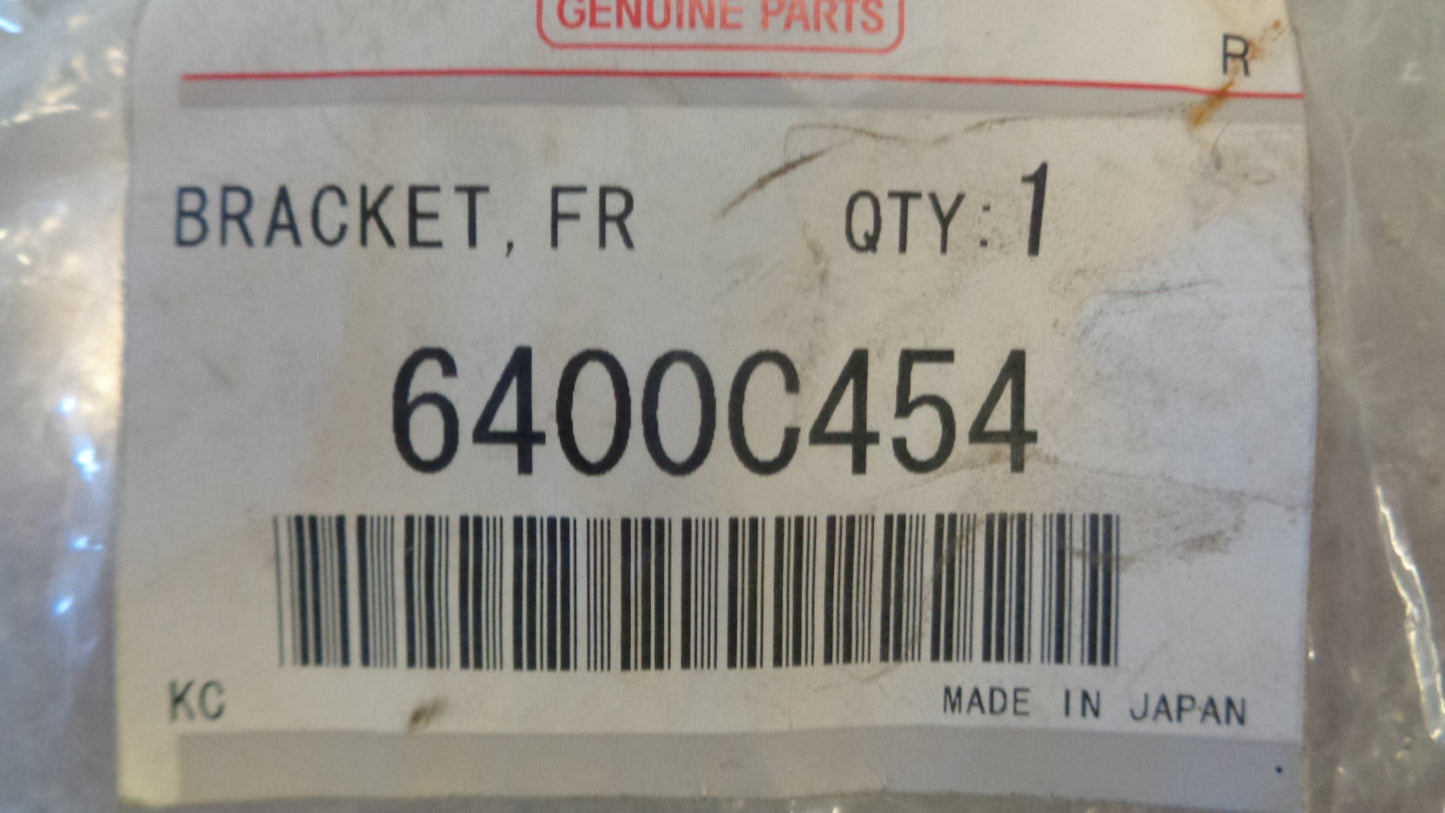 GENUINE PARTS
R
BRACKET, FR QTY: 1
6400C454
KC MADE IN JAPAN